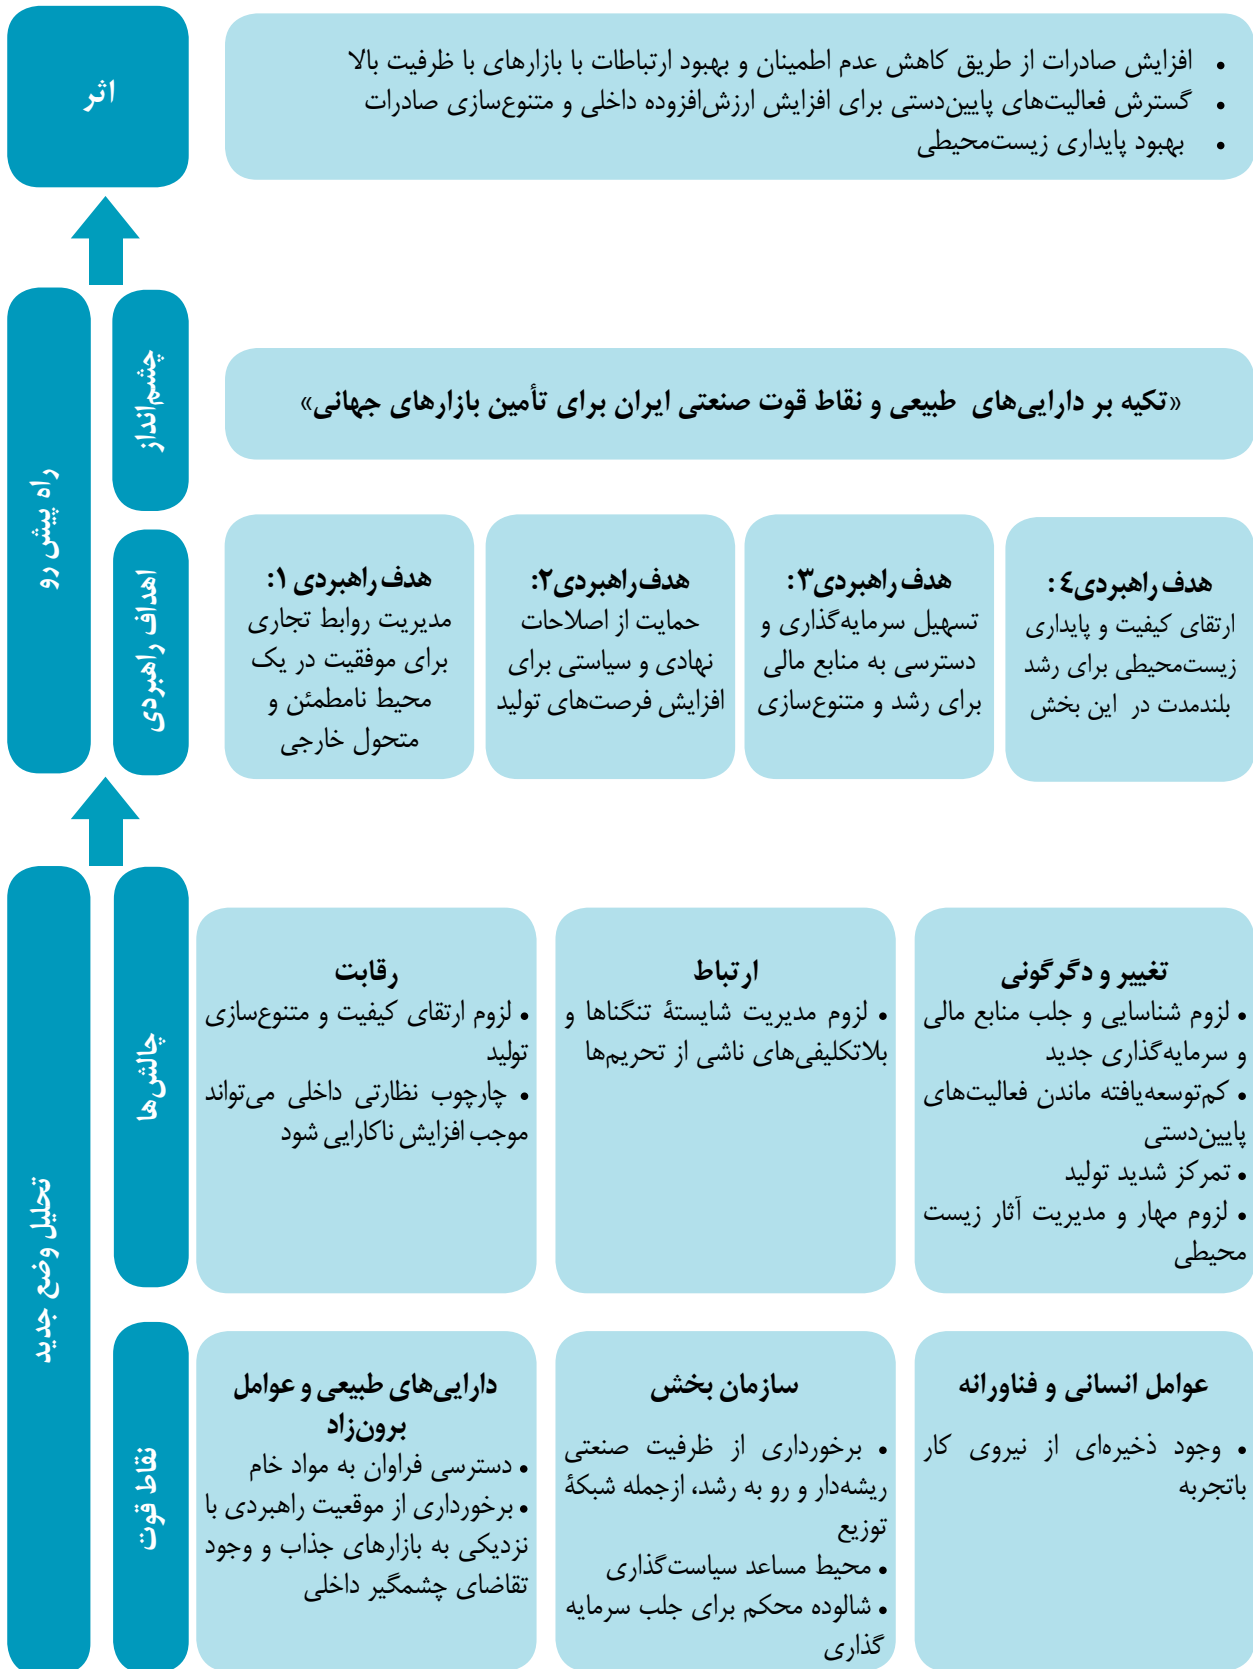 اثر
• افزایش صادرات از طریق کاهش عدم اطمینان و بهبود ارتباطات با بازارهای با ظرفیت بالا
• گسترش فعالیت‌های پایین‌دستی برای افزایش ارزش‌افزوده داخلی و متنوع‌سازی صادرات
• بهبود پایداری زیست‌محیطی
راه پیش رو
چشم‌انداز
«تکیه بر دارایی‌های طبیعی و نقاط قوت صنعتی ایران برای تأمین بازارهای جهانی»
اهداف راهبردی
هدف راهبردی ۱:
مدیریت روابط تجاری
برای موفقیت در یک
محیط نامطمئن و
متحول خارجی
هدف راهبردی۲:
حمایت از اصلاحات
نهادی و سیاستی برای
افزایش فرصت‌های تولید
هدف راهبردی۳:
تسهیل سرمایه‌گذاری و
دسترسی به منابع مالی
برای رشد و متنوع‌سازی
هدف راهبردی٤:
ارتقای کیفیت و پایداری
زیست‌محیطی برای رشد
بلندمدت در این بخش
تحلیل وضع جدید
چالش‌ها
رقابت
• لزوم ارتقای کیفیت و متنوع‌سازی
تولید
• چارچوب نظارتی داخلی می‌تواند
موجب افزایش ناکارایی شود
ارتباط
• لزوم مدیریت شایستهٔ تنگناها و
بلاتکلیفی‌های ناشی از تحریم‌ها
تغییر و دگرگونی
• لزوم شناسایی و جلب منابع مالی
و سرمایه‌گذاری جدید
• کم‌توسعه‌یافته ماندن فعالیت‌های
پایین‌دستی
• تمرکز شدید تولید
• لزوم مهار و مدیریت آثار زیست
محیطی
نقاط قوت
دارایی‌های طبیعی و عوامل
برون‌زاد
• دسترسی فراوان به مواد خام
• برخورداری از موقعیت راهبردی با
نزدیکی به بازارهای جذاب و وجود
تقاضای چشمگیر داخلی
سازمان بخش
• برخورداری از ظرفیت صنعتی
ریشه‌دار و رو به رشد، ازجمله شبکهٔ
توزیع
• محیط مساعد سیاست‌گذاری
• شالوده محکم برای جلب سرمایه
گذاری
عوامل انسانی و فناورانه
• وجود ذخیره‌ای از نیروی کار
باتجربه